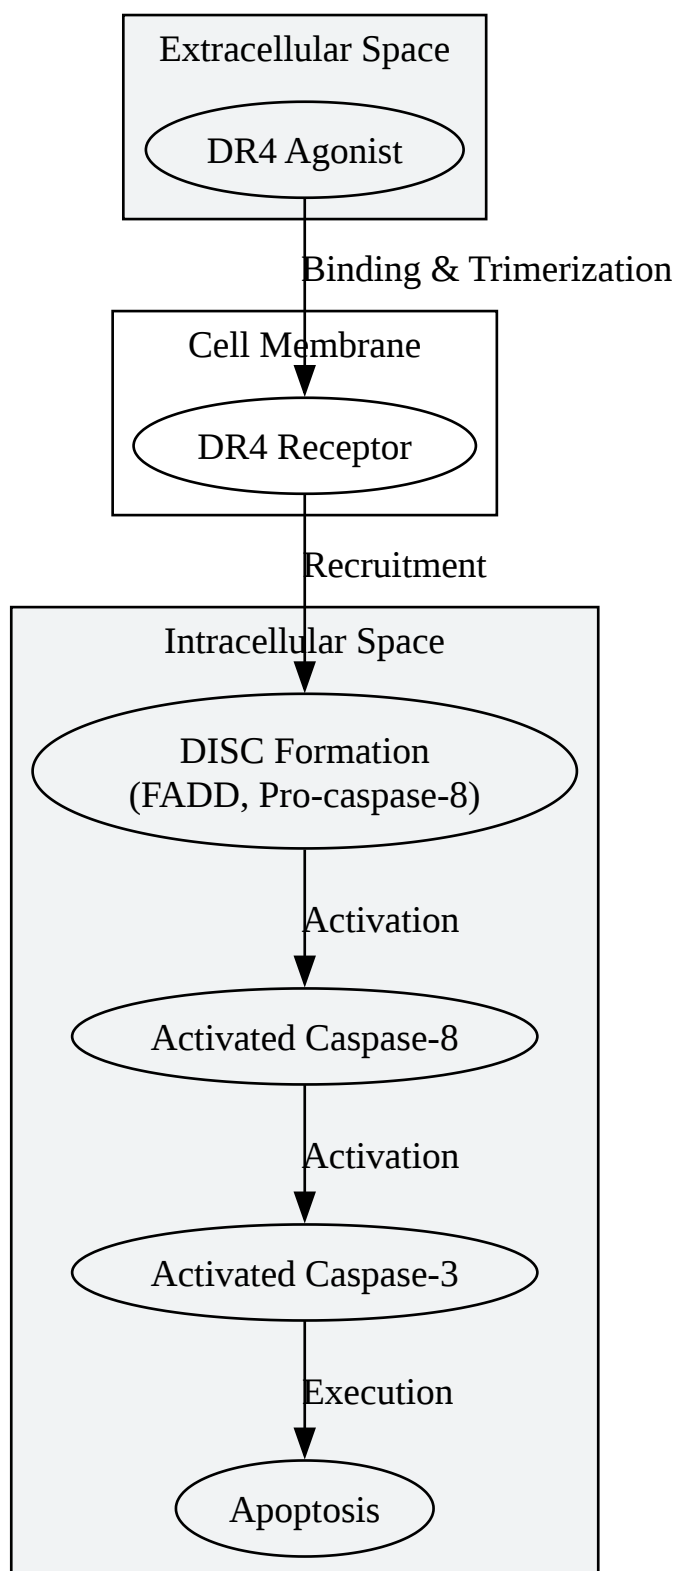 Extracellular Space
DR4 Agonist
Binding & Trimerization
Cell Membrane
DR4 Receptor
Recruitment
Intracellular Space
DISC Formation
(FADD, Pro-caspase-8)
Activation
Activated Caspase-8
Activation
Activated Caspase-3
Execution
Apoptosis